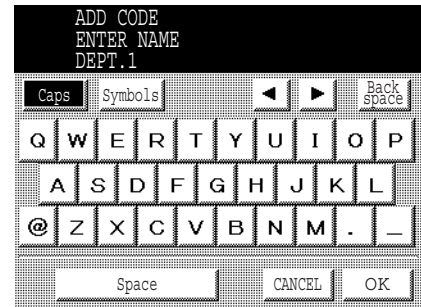 ADD CODE
ENTER NAME
DEPT.1
Caps Symbols ◄ ► Back space
Q W E R T Y U I O P
A S D F G H J K L
@ Z X C V B N M . _
Space CANCEL OK